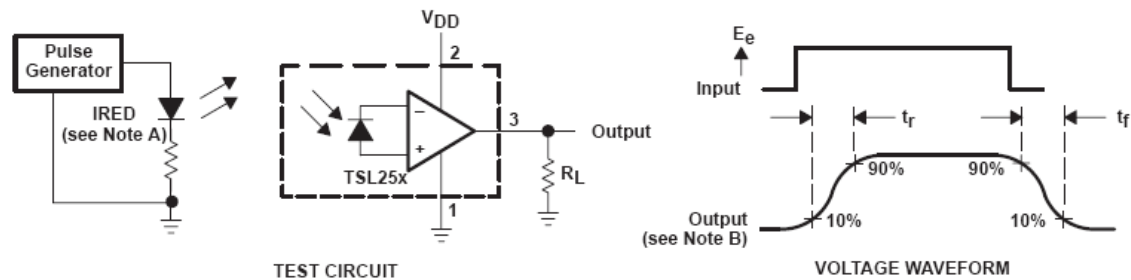 Pulse
Generator
IRED
(see Note A)
VDD
2
−
+
TSL25x
3
Output
RL
1
TEST CIRCUIT
Ee
Input
tr
tf
90%
90%
Output
(see Note B)
10%
10%
VOLTAGE WAVEFORM